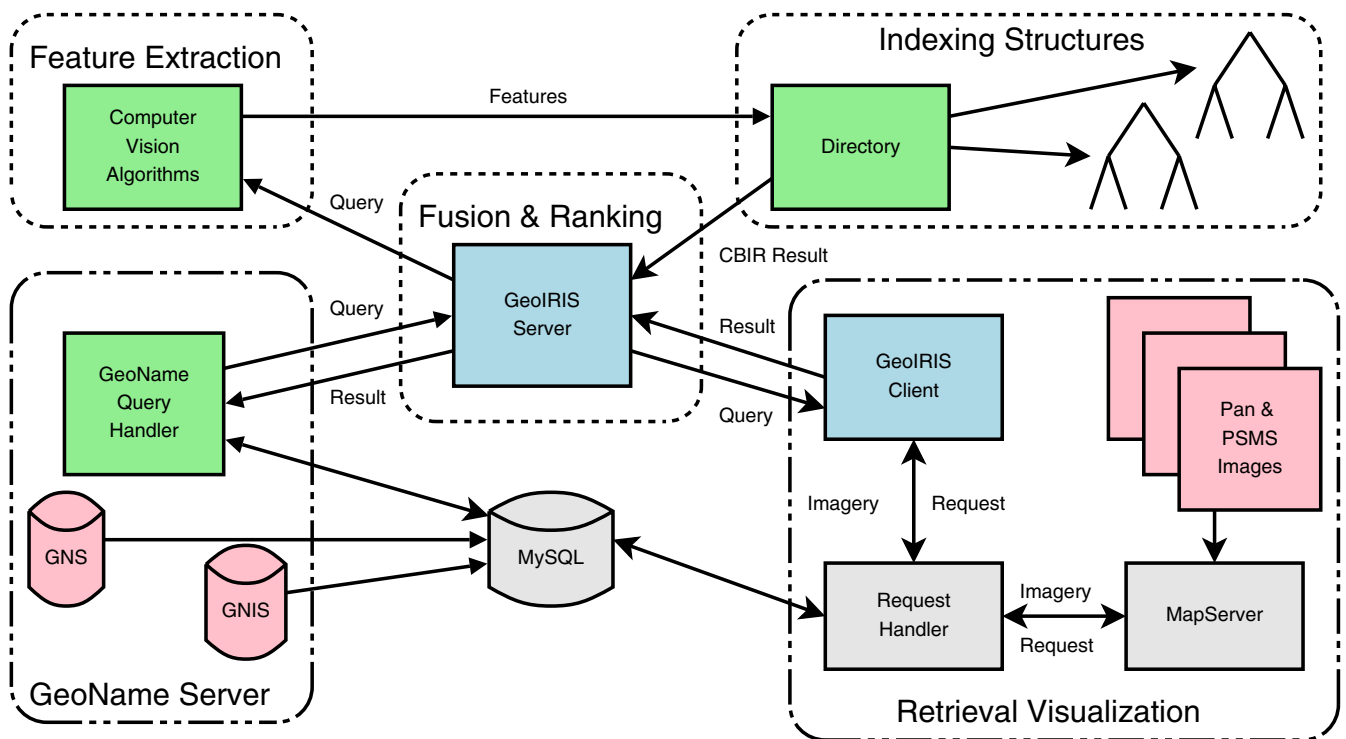 Feature Extraction
Computer
Vision
Algorithms
Features
Indexing Structures
Directory
Query
Fusion & Ranking
GeoIRIS
Server
CBIR Result
Query
Result
GeoName
Query
Handler
GNS
GNIS
GeoName Server
MySQL
Result
Query
GeoIRIS
Client
Pan &
PSMS
Images
Imagery
Request
Request
Handler
Imagery
Request
MapServer
Retrieval Visualization